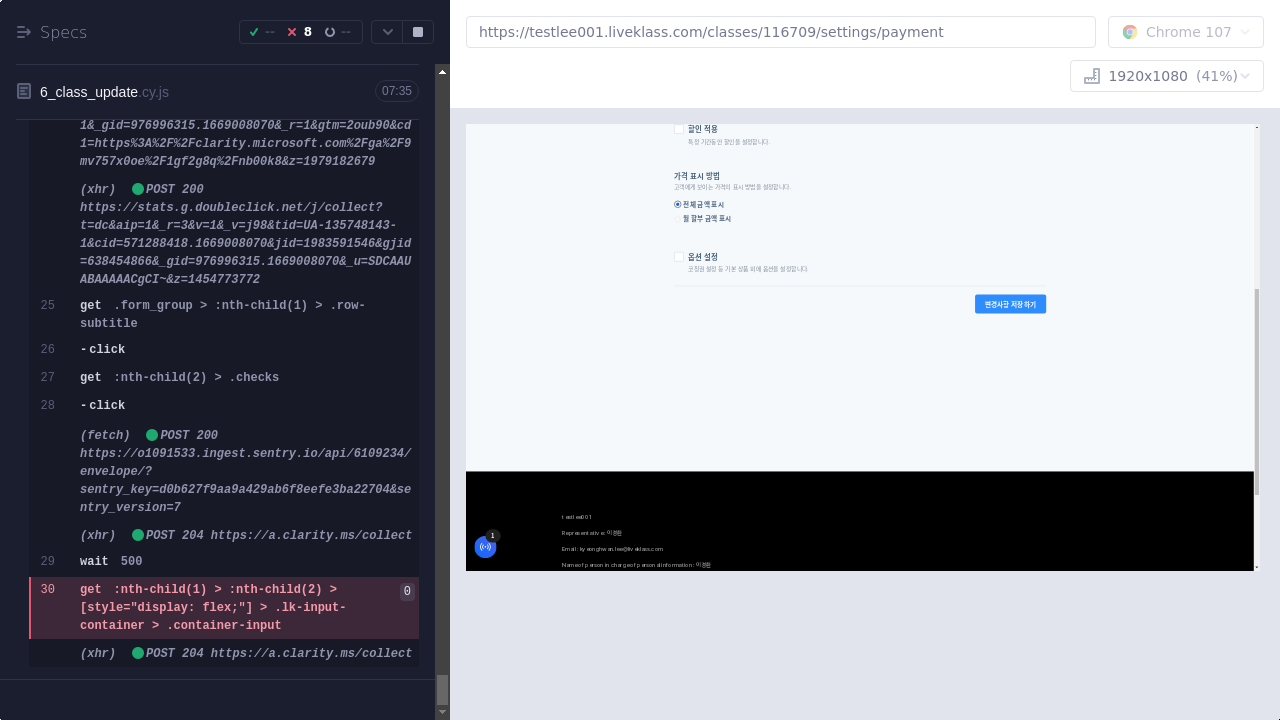 Specs
-- 8 --
https://testlee001.liveklass.com/classes/116709/settings/payment
Chrome 107
1920x1080 (41%)
6_class_update.cy.js 07:35
1&_gid=976996315.1669008070&_r=1&gtm=2oub90&cd
1=https%3A%2F%2Fclarity.microsoft.com%2Fga%2F9
mv757x0oe%2F1gf2g8q%2Fnb00k8&z=1979182679
(xhr) POST 200
https://stats.g.doubleclick.net/j/collect?
t=dc&aip=1&_r=3&v=1&_v=j98&tid=UA-135748143-
1&cid=571288418.1669008070&jid=1983591546&gjid
=638454866&_gid=976996315.1669008070&_u=SDCAAU
SAAAAAACgCI~&z=1454773772
25 get .form_group > :nth-child(1) > .row-
subtitle
26 -click
27 get :nth-child(2) > .checks
28 -click
(fetch) POST 200
https://o1091533.ingest.sentry.io/api/6109234/
envelope/?
sentry_key=d0b627f9aa9a429ab6f8eefe3ba22704&se
ntry_version=7
(xhr) POST 204 https://a.clarity.ms/collect
29 wait 500
30 get :nth-child(1) > :nth-child(2) > 0
[style="display: flex;"] > .lk-input-
container > .container-input
(xhr) POST 204 https://a.clarity.ms/collect
할인 적용
특정 기간동안 할인을 설정합니다.
가격 표시 방법
고객에게 보이는 가격의 표시 방법을 설정합니다.
전체 금액 표시
월 할부 금액 표시
옵션 설정
코칭권 설정 등 기본 상품 외에 옵션을 설정합니다.
변경사항 저장 하기
testlee001
Representative: 이경환
Email: kyeonghwan.lee@liveklass.com
Name of person in charge of personal information: 이경환
1